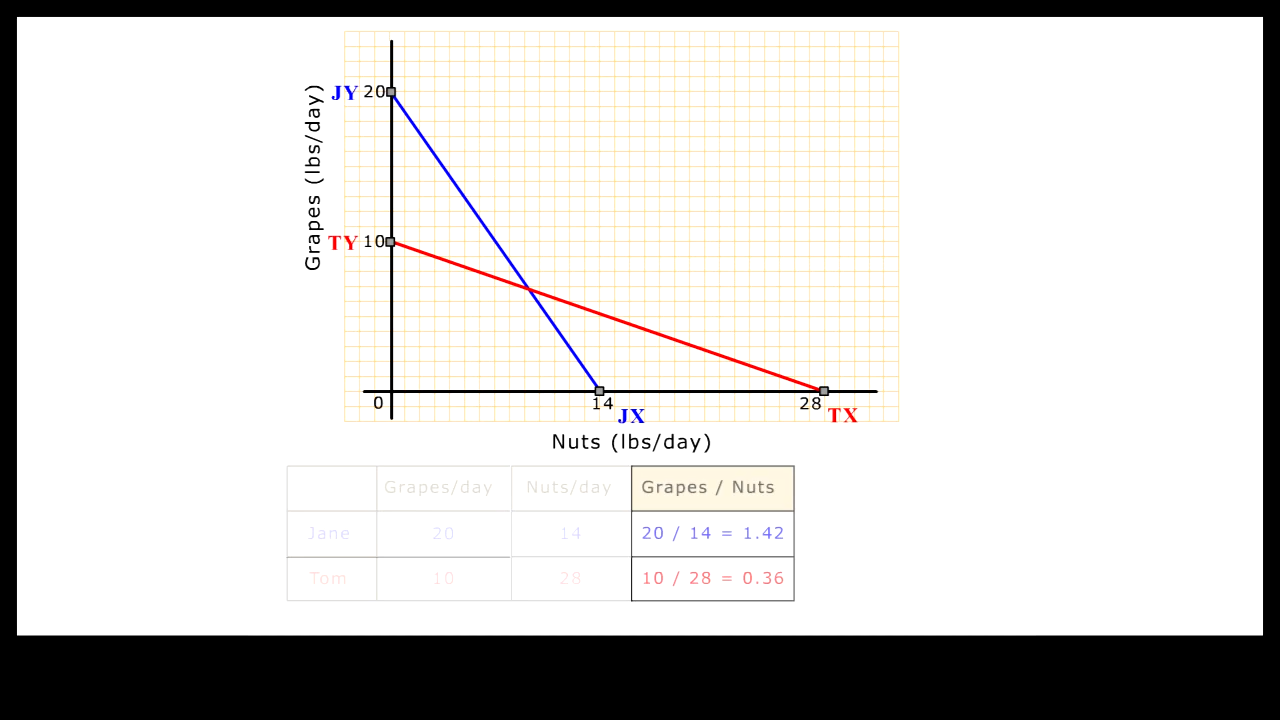 Grapes (lbs/day)
JY 20
TY 10
0
14
28
JX
TX
Nuts (lbs/day)
Grapes/day Nuts/day Grapes / Nuts
Jane 20 14 20 / 14 = 1.42
Tom 10 28 10 / 28 = 0.36